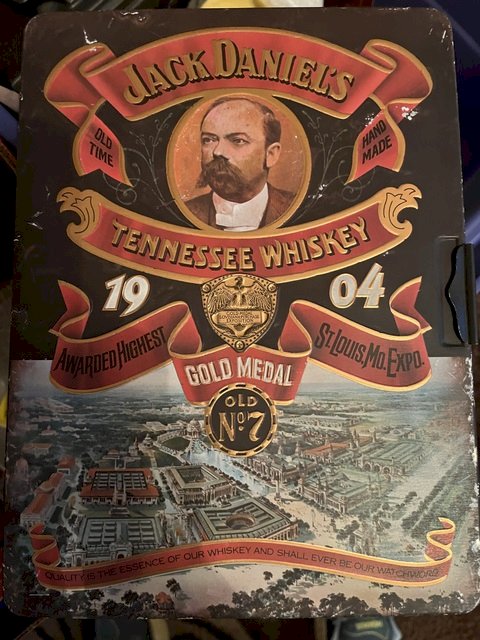 JACK DANIEL'S
OLD TIME
HAND MADE
TENNESSEE WHISKEY
19 04
AWARDED HIGHEST
GOLD MEDAL
ST. LOUIS, MO. EXPO.
OLD
No. 7
QUALITY IS THE ESSENCE OF OUR WHISKEY AND SHALL EVER BE OUR WATCHWORD